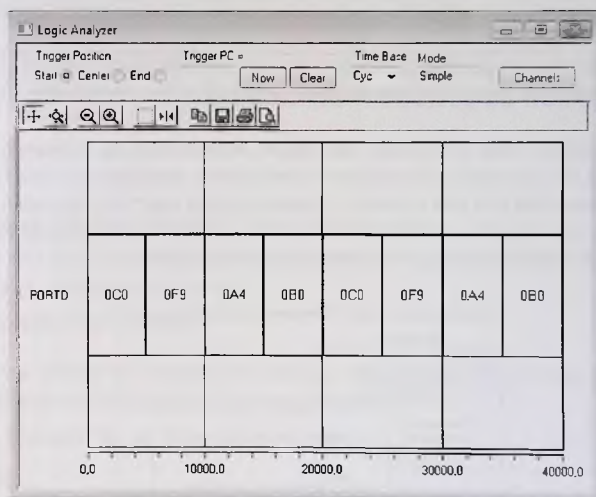 Logic Analyzer
Trigger Position Trigger PC = Time Base Mode
Start Center End Now Clear Cyc Simple Channels
PORTD 0C0 0F9 0A4 0B0 0C0 0F9 0A4 0B0
0,0 10000,0 20000,0 30000,0 40000,0